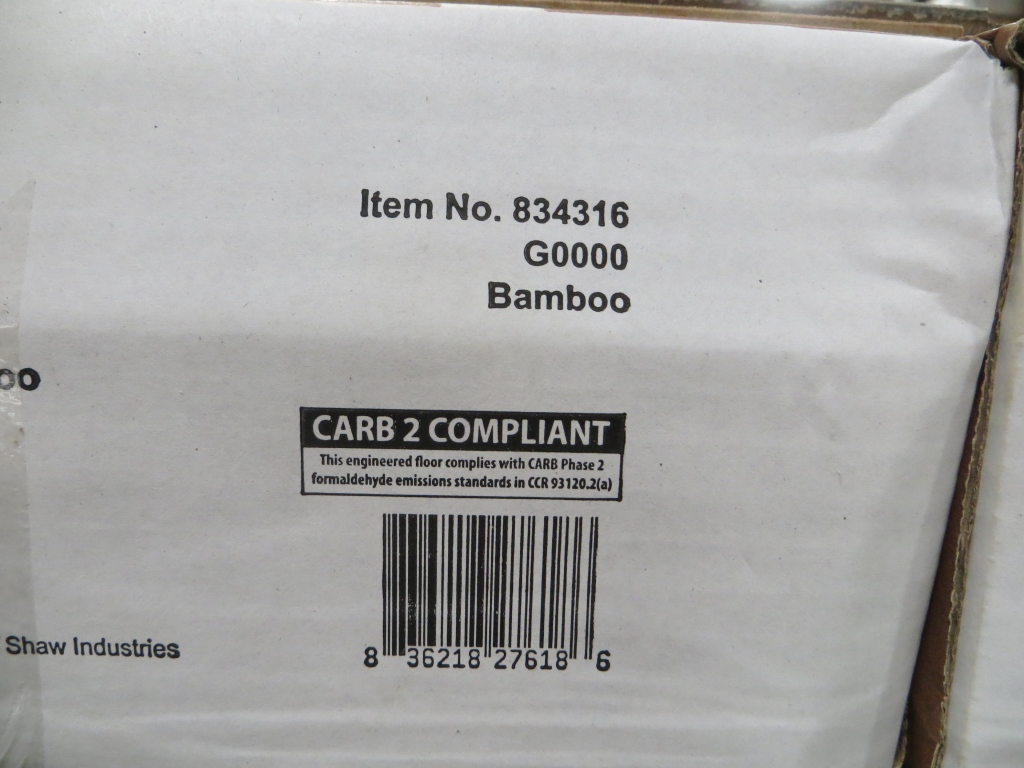 Item No. 834316
G0000
Bamboo
CARB 2 COMPLIANT
This engineered floor complies with CARB Phase 2
formaldehyde emissions standards in CCR 93120.2(a)
Shaw Industries
8 36218 27618 6